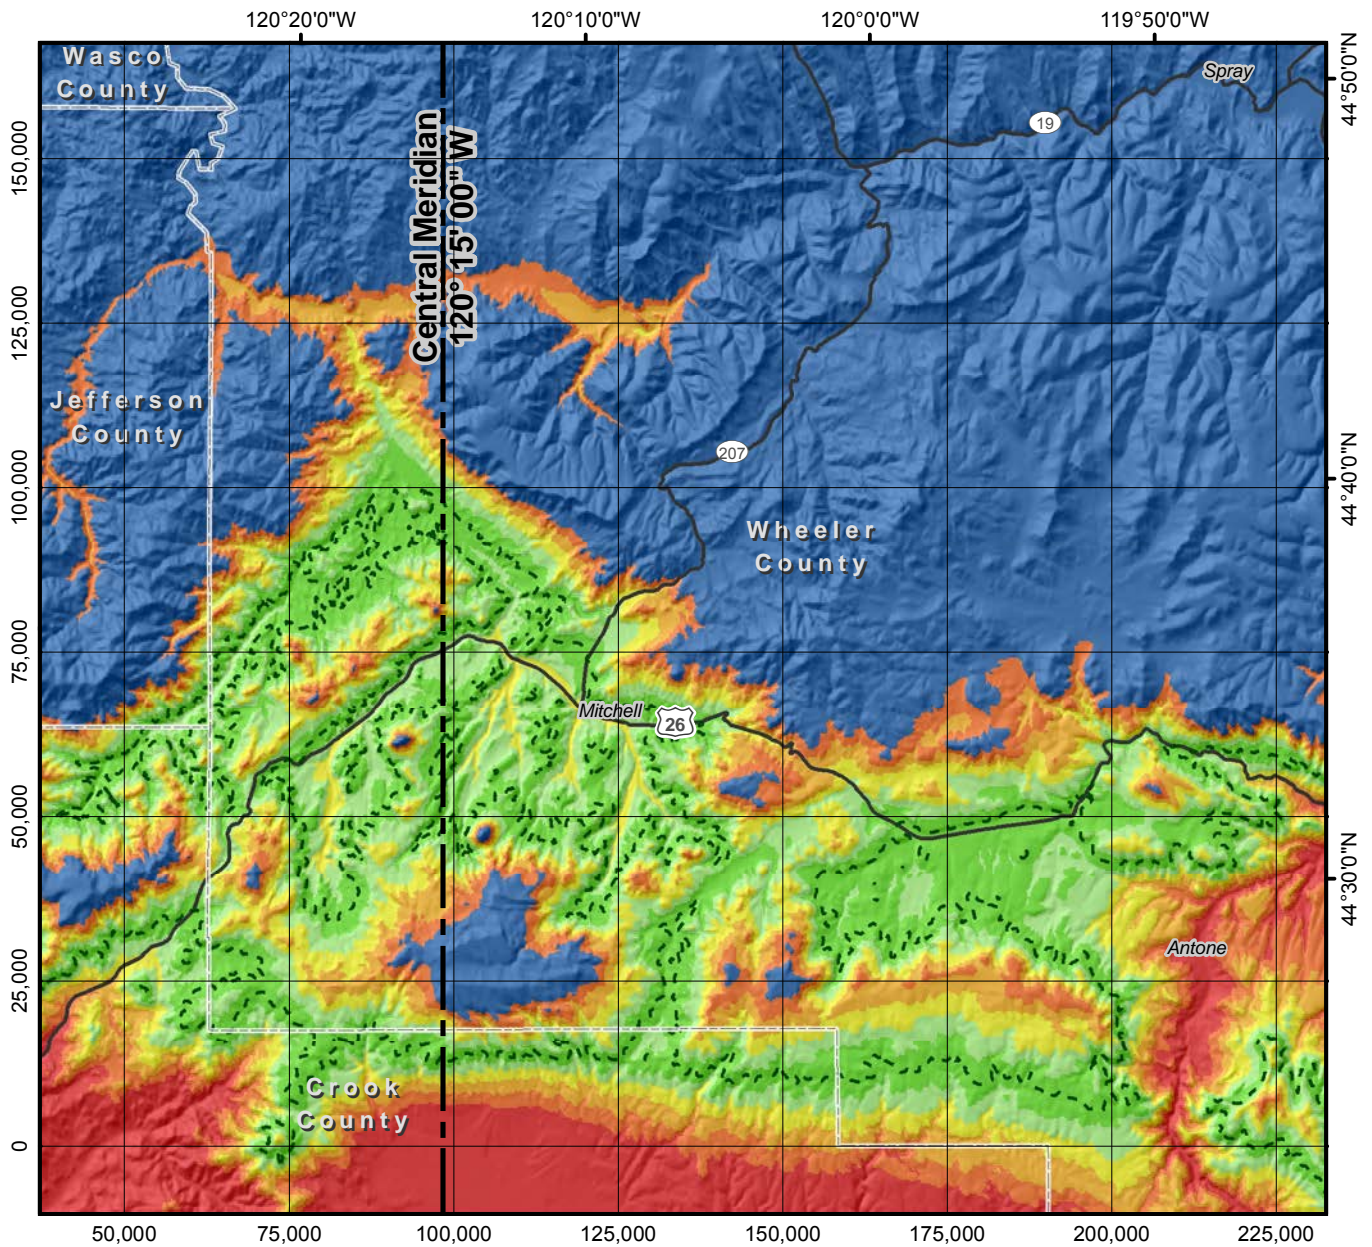 120°20'0"W 120°10'0"W 120°0'0"W 119°50'0"W
Wasco
County
Spray
44°50'0"N
19
150,000
Central Meridian
120° 15' 00" W
125,000
Jefferson
County
207
100,000
44°40'0"N
Wheeler
County
75,000
Mitchell
26
50,000
44°30'0"N
Antone
25,000
Crook
County
0
50,000 75,000 100,000 125,000 150,000 175,000 200,000 225,000